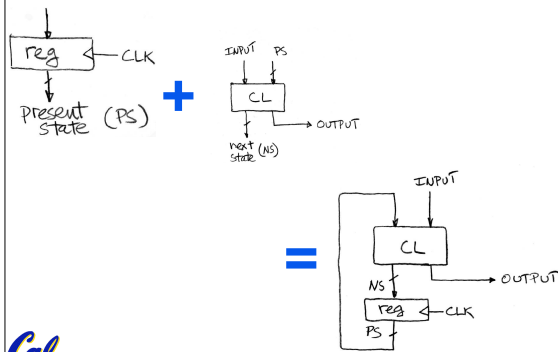 reg
CLK
present
state (PS)
+
INPUT PS
CL
OUTPUT
next
state (NS)
=
INPUT
CL
OUTPUT
NS
reg
CLK
PS
Cal